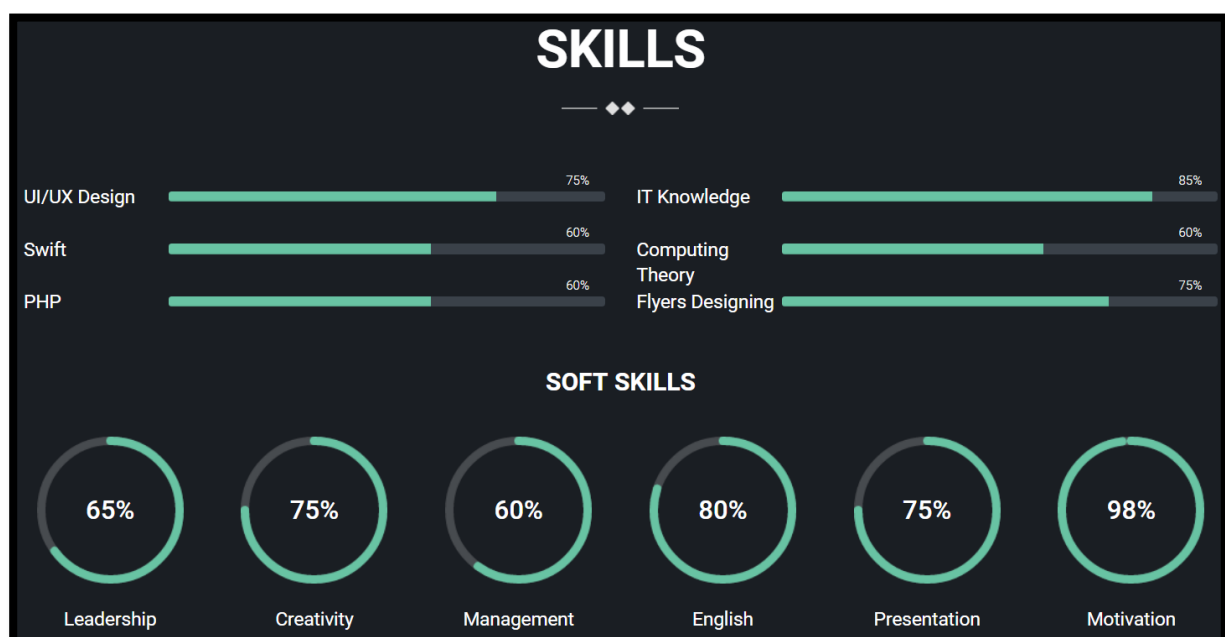 SKILLS
UI/UX Design
75%
IT Knowledge
85%
Swift
60%
Computing
Theory
60%
PHP
60%
Flyers Designing
75%
SOFT SKILLS
65%
75%
60%
80%
75%
98%
Leadership
Creativity
Management
English
Presentation
Motivation